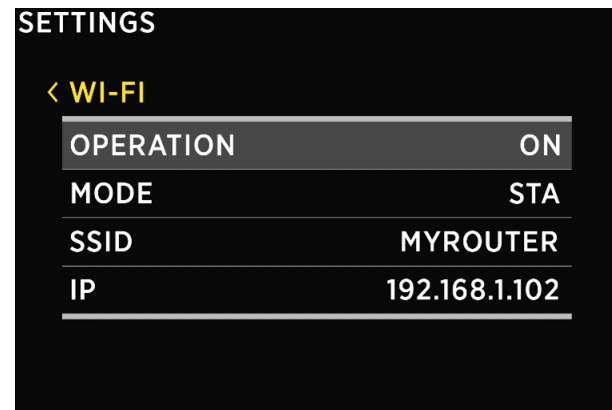 SETTINGS
< WI-FI
OPERATION ON
MODE STA
SSID MYROUTER
IP 192.168.1.102